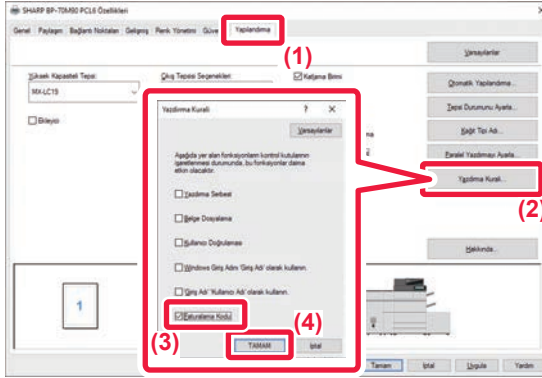 SHARP BP-70M90 PCL6 Özellikleri
Genel Paylaşım Bağlantı Noktaları Gelişmiş Renk Yönetimi Güve Yapılandırma
(1)
Varsayılanlar
Yüksek Kapasiteli Tepsi:
Çıkış Tepsisi Seçenekleri:
Katlama Birimi
MX-LC19
Otomatik Yapılandırma...
Ekleyici
Tepsi Durumunu Ayarla...
Kağıt Tipi Adı...
Paralel Yazdırmayı Ayarla...
Yazdırma Kuralı...
(2)
Hakkında...
Yazdırma Kuralı ? X
Varsayılanlar
Aşağıda yer alan fonksiyonların kontrol kutularının
işaretlenmesi durumunda, bu fonksiyonlar daima
etkin olacaktır.
Yazdırma Serbest
Belge Dosyalama
Kullanıcı Doğrulaması
Windows Giriş Adını 'Giriş Adı' olarak kullanın.
'Giriş Adı' 'Kullanıcı Adı' olarak kullanın.
Faturalama Kodu
(3)
(4)
TAMAM
İptal
1
Tamam İptal Uygula Yardım